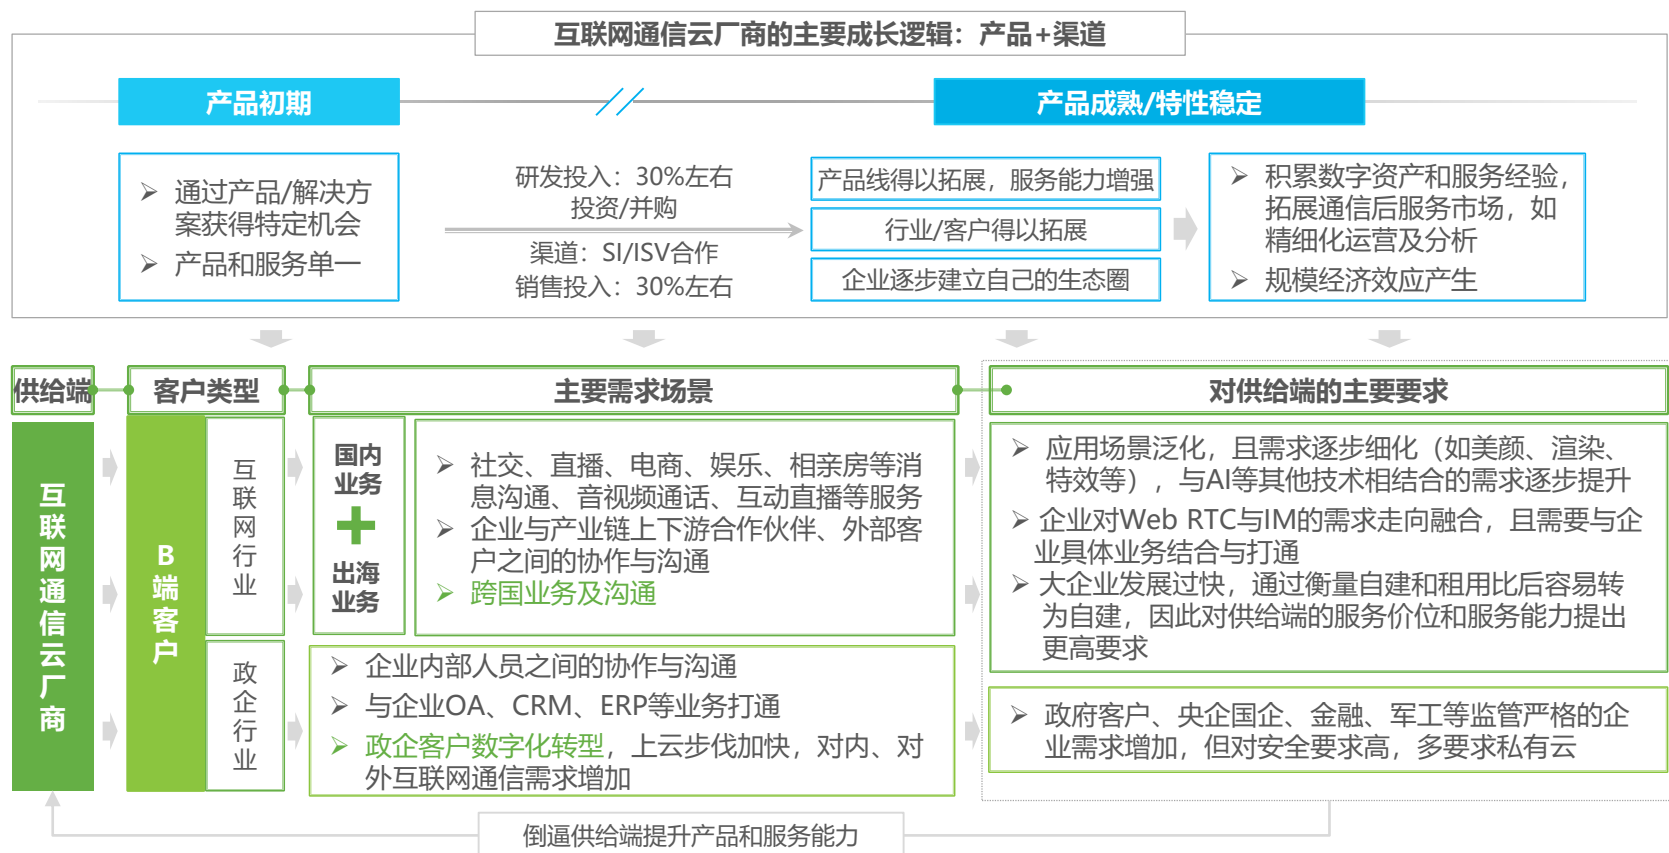 互联网通信云厂商的主要成长逻辑：产品+渠道
产品初期
产品成熟/特性稳定
➢ 通过产品/解决方
案获得特定机会
➢ 产品和服务单一
研发投入：30%左右
投资/并购
渠道：SI/ISV合作
销售投入：30%左右
产品线得以拓展，服务能力增强
行业/客户得以拓展
企业逐步建立自己的生态圈
➢ 积累数字资产和服务经验，
拓展通信后服务市场，如
精细化运营及分析
➢ 规模经济效应产生
供给端
客户类型
主要需求场景
对供给端的主要要求
互联网通信云厂商
B端客户
互联网行业
国内
业务
出海
业务
➢ 社交、直播、电商、娱乐、相亲房等消
息沟通、音视频通话、互动直播等服务
➢ 企业与产业链上下游合作伙伴、外部客
户之间的协作与沟通
➢ 跨国业务及沟通
➢ 应用场景泛化，且需求逐步细化（如美颜、渲染、
特效等），与AI等其他技术相结合的需求逐步提升
➢ 企业对Web RTC与IM的需求走向融合，且需要与企
业具体业务结合与打通
➢ 大企业发展过快，通过衡量自建和租用比后容易转
为自建，因此对供给端的服务价位和服务能力提出
更高要求
政企行业
➢ 企业内部人员之间的协作与沟通
➢ 与企业OA、CRM、ERP等业务打通
➢ 政企客户数字化转型，上云步伐加快，对内、对
外互联网通信需求增加
➢ 政府客户、央企国企、金融、军工等监管严格的企
业需求增加，但对安全要求高，多要求私有云
倒逼供给端提升产品和服务能力